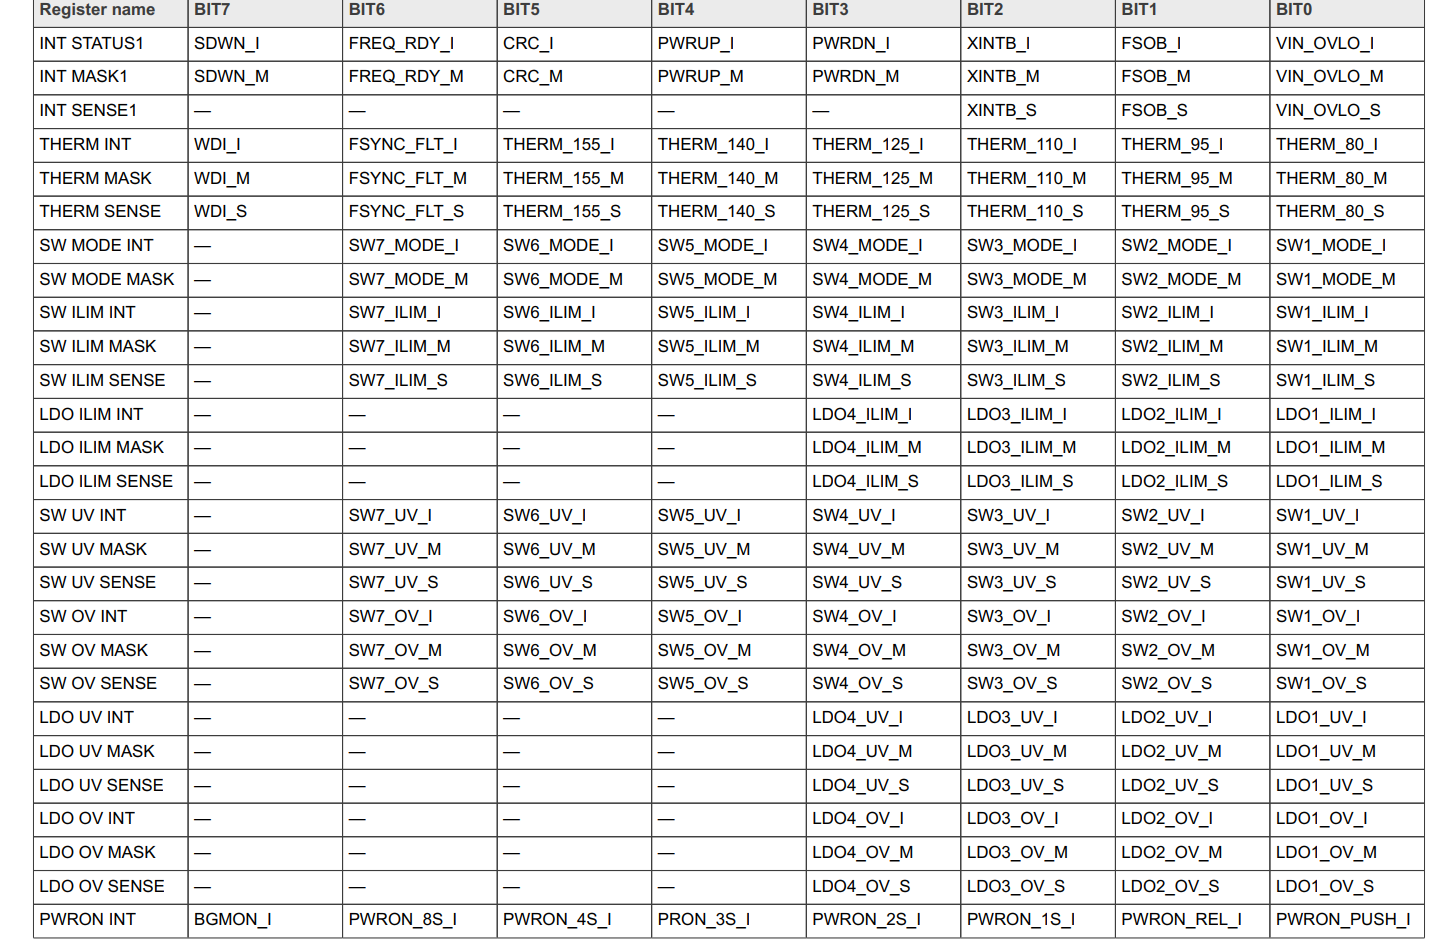 Register name BIT7 BIT6 BIT5 BIT4 BIT3 BIT2 BIT1 BIT0
INT STATUS1 SDWN_I FREQ_RDY_I CRC_I PWRUP_I PWRDN_I XINTB_I FSOB_I VIN_OVLO_I
INT MASK1 SDWN_M FREQ_RDY_M CRC_M PWRUP_M PWRDN_M XINTB_M FSOB_M VIN_OVLO_M
INT SENSE1 — — — — — XINTB_S FSOB_S VIN_OVLO_S
THERM INT WDI_I FSYNC_FLT_I THERM_155_I THERM_140_I THERM_125_I THERM_110_I THERM_95_I THERM_80_I
THERM MASK WDI_M FSYNC_FLT_M THERM_155_M THERM_140_M THERM_125_M THERM_110_M THERM_95_M THERM_80_M
THERM SENSE WDI_S FSYNC_FLT_S THERM_155_S THERM_140_S THERM_125_S THERM_110_S THERM_95_S THERM_80_S
SW MODE INT — SW7_MODE_I SW6_MODE_I SW5_MODE_I SW4_MODE_I SW3_MODE_I SW2_MODE_I SW1_MODE_I
SW MODE MASK — SW7_MODE_M SW6_MODE_M SW5_MODE_M SW4_MODE_M SW3_MODE_M SW2_MODE_M SW1_MODE_M
SW ILIM INT — SW7_ILIM_I SW6_ILIM_I SW5_ILIM_I SW4_ILIM_I SW3_ILIM_I SW2_ILIM_I SW1_ILIM_I
SW ILIM MASK — SW7_ILIM_M SW6_ILIM_M SW5_ILIM_M SW4_ILIM_M SW3_ILIM_M SW2_ILIM_M SW1_ILIM_M
SW ILIM SENSE — SW7_ILIM_S SW6_ILIM_S SW5_ILIM_S SW4_ILIM_S SW3_ILIM_S SW2_ILIM_S SW1_ILIM_S
LDO ILIM INT — — — — LDO4_ILIM_I LDO3_ILIM_I LDO2_ILIM_I LDO1_ILIM_I
LDO ILIM MASK — — — — LDO4_ILIM_M LDO3_ILIM_M LDO2_ILIM_M LDO1_ILIM_M
LDO ILIM SENSE — — — — LDO4_ILIM_S LDO3_ILIM_S LDO2_ILIM_S LDO1_ILIM_S
SW UV INT — SW7_UV_I SW6_UV_I SW5_UV_I SW4_UV_I SW3_UV_I SW2_UV_I SW1_UV_I
SW UV MASK — SW7_UV_M SW6_UV_M SW5_UV_M SW4_UV_M SW3_UV_M SW2_UV_M SW1_UV_M
SW UV SENSE — SW7_UV_S SW6_UV_S SW5_UV_S SW4_UV_S SW3_UV_S SW2_UV_S SW1_UV_S
SW OV INT — SW7_OV_I SW6_OV_I SW5_OV_I SW4_OV_I SW3_OV_I SW2_OV_I SW1_OV_I
SW OV MASK — SW7_OV_M SW6_OV_M SW5_OV_M SW4_OV_M SW3_OV_M SW2_OV_M SW1_OV_M
SW OV SENSE — SW7_OV_S SW6_OV_S SW5_OV_S SW4_OV_S SW3_OV_S SW2_OV_S SW1_OV_S
LDO UV INT — — — — LDO4_UV_I LDO3_UV_I LDO2_UV_I LDO1_UV_I
LDO UV MASK — — — — LDO4_UV_M LDO3_UV_M LDO2_UV_M LDO1_UV_M
LDO UV SENSE — — — — LDO4_UV_S LDO3_UV_S LDO2_UV_S LDO1_UV_S
LDO OV INT — — — — LDO4_OV_I LDO3_OV_I LDO2_OV_I LDO1_OV_I
LDO OV MASK — — — — LDO4_OV_M LDO3_OV_M LDO2_OV_M LDO1_OV_M
LDO OV SENSE — — — — LDO4_OV_S LDO3_OV_S LDO2_OV_S LDO1_OV_S
PWRON INT BGMON_I PWRON_8S_I PWRON_4S_I PRON_3S_I PWRON_2S_I PWRON_1S_I PWRON_REL_I PWRON_PUSH_I